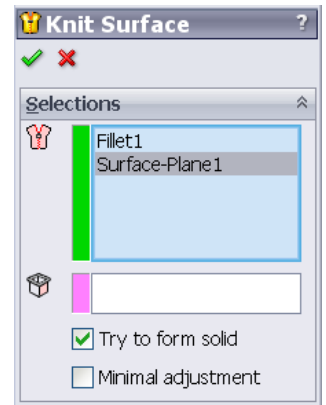 Knit Surface ?
Selections
Fillet1
Surface-Plane1
Try to form solid
Minimal adjustment